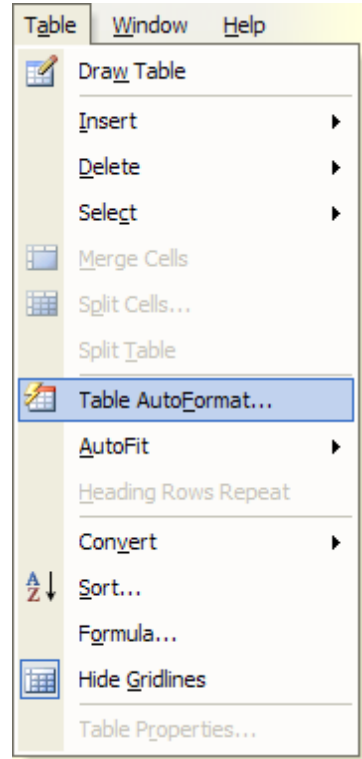 Table Window Help
Draw Table
Insert
Delete
Select
Merge Cells
Split Cells...
Split Table
Table AutoFormat...
AutoFit
Heading Rows Repeat
Convert
A
Z Sort...
Formula...
Hide Gridlines
Table Properties...